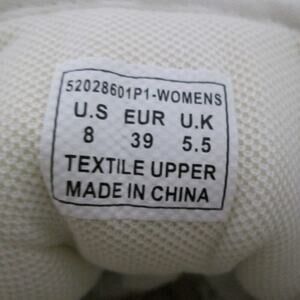 52028601P1-WOMENS
U.S EUR U.K
8 39 5.5
TEXTILE UPPER
MADE IN CHINA